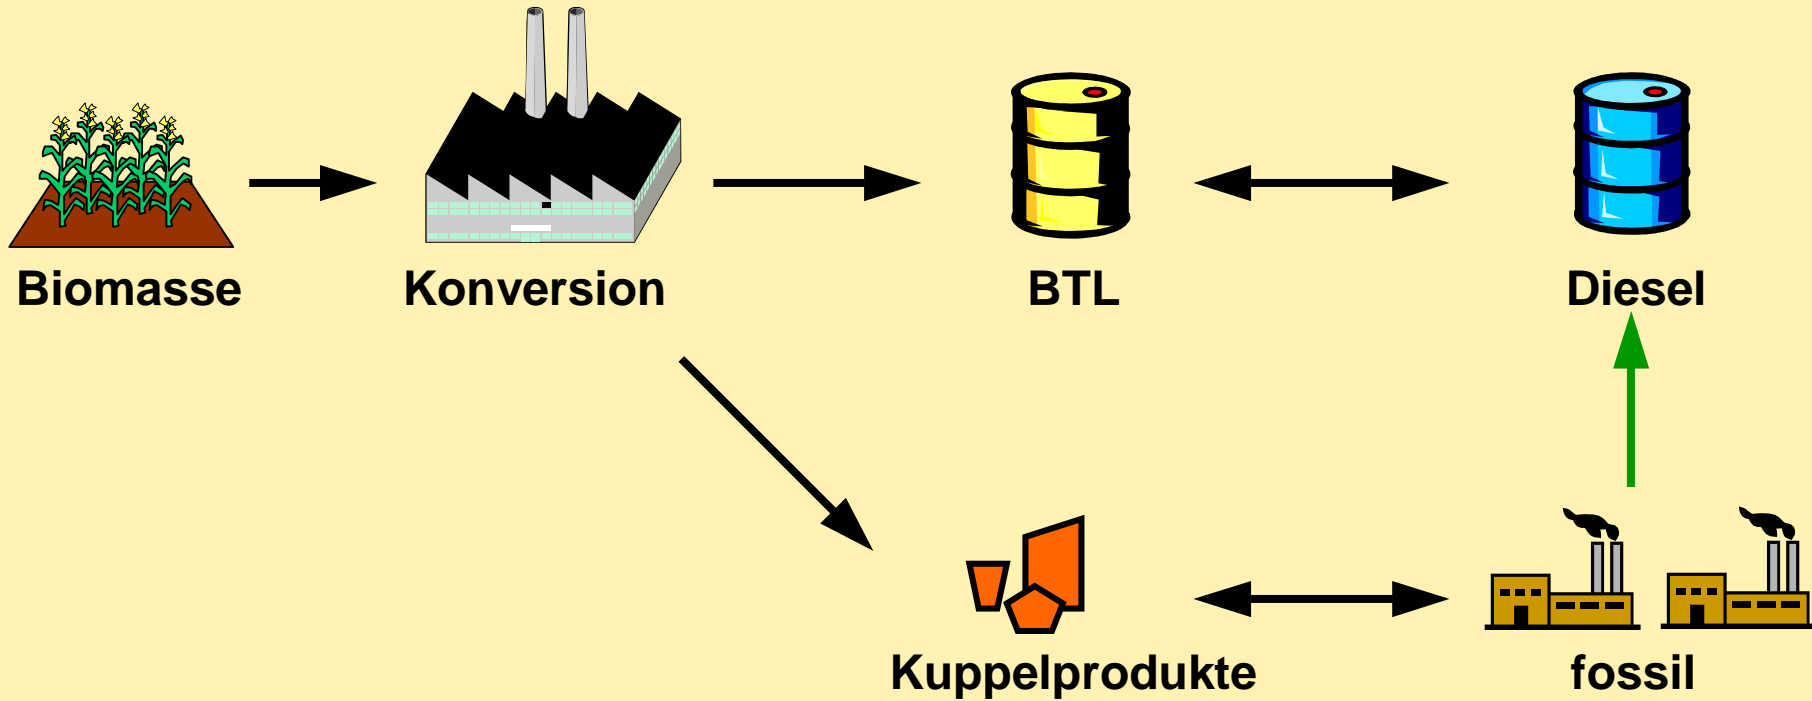 Biomasse
Konversion
BTL
Diesel
Kuppelprodukte
fossil